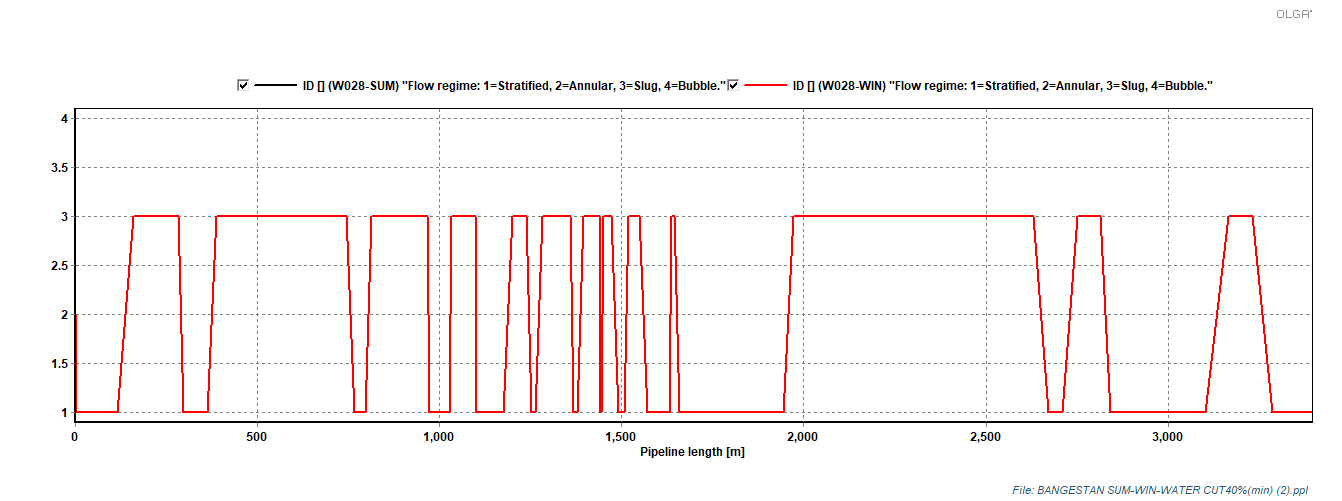 OLGA
ID [] (W028-SUM) "Flow regime: 1=Stratified, 2=Annular, 3=Slug, 4=Bubble." ID [] (W028-WIN) "Flow regime: 1=Stratified, 2=Annular, 3=Slug, 4=Bubble."
4
3.5
3
2.5
2
1.5
1
0 500 1,000 1,500 2,000 2,500 3,000
Pipeline length [m]
File: BANGESTAN SUM-WIN-WATER CUT40%(min) (2).ppl